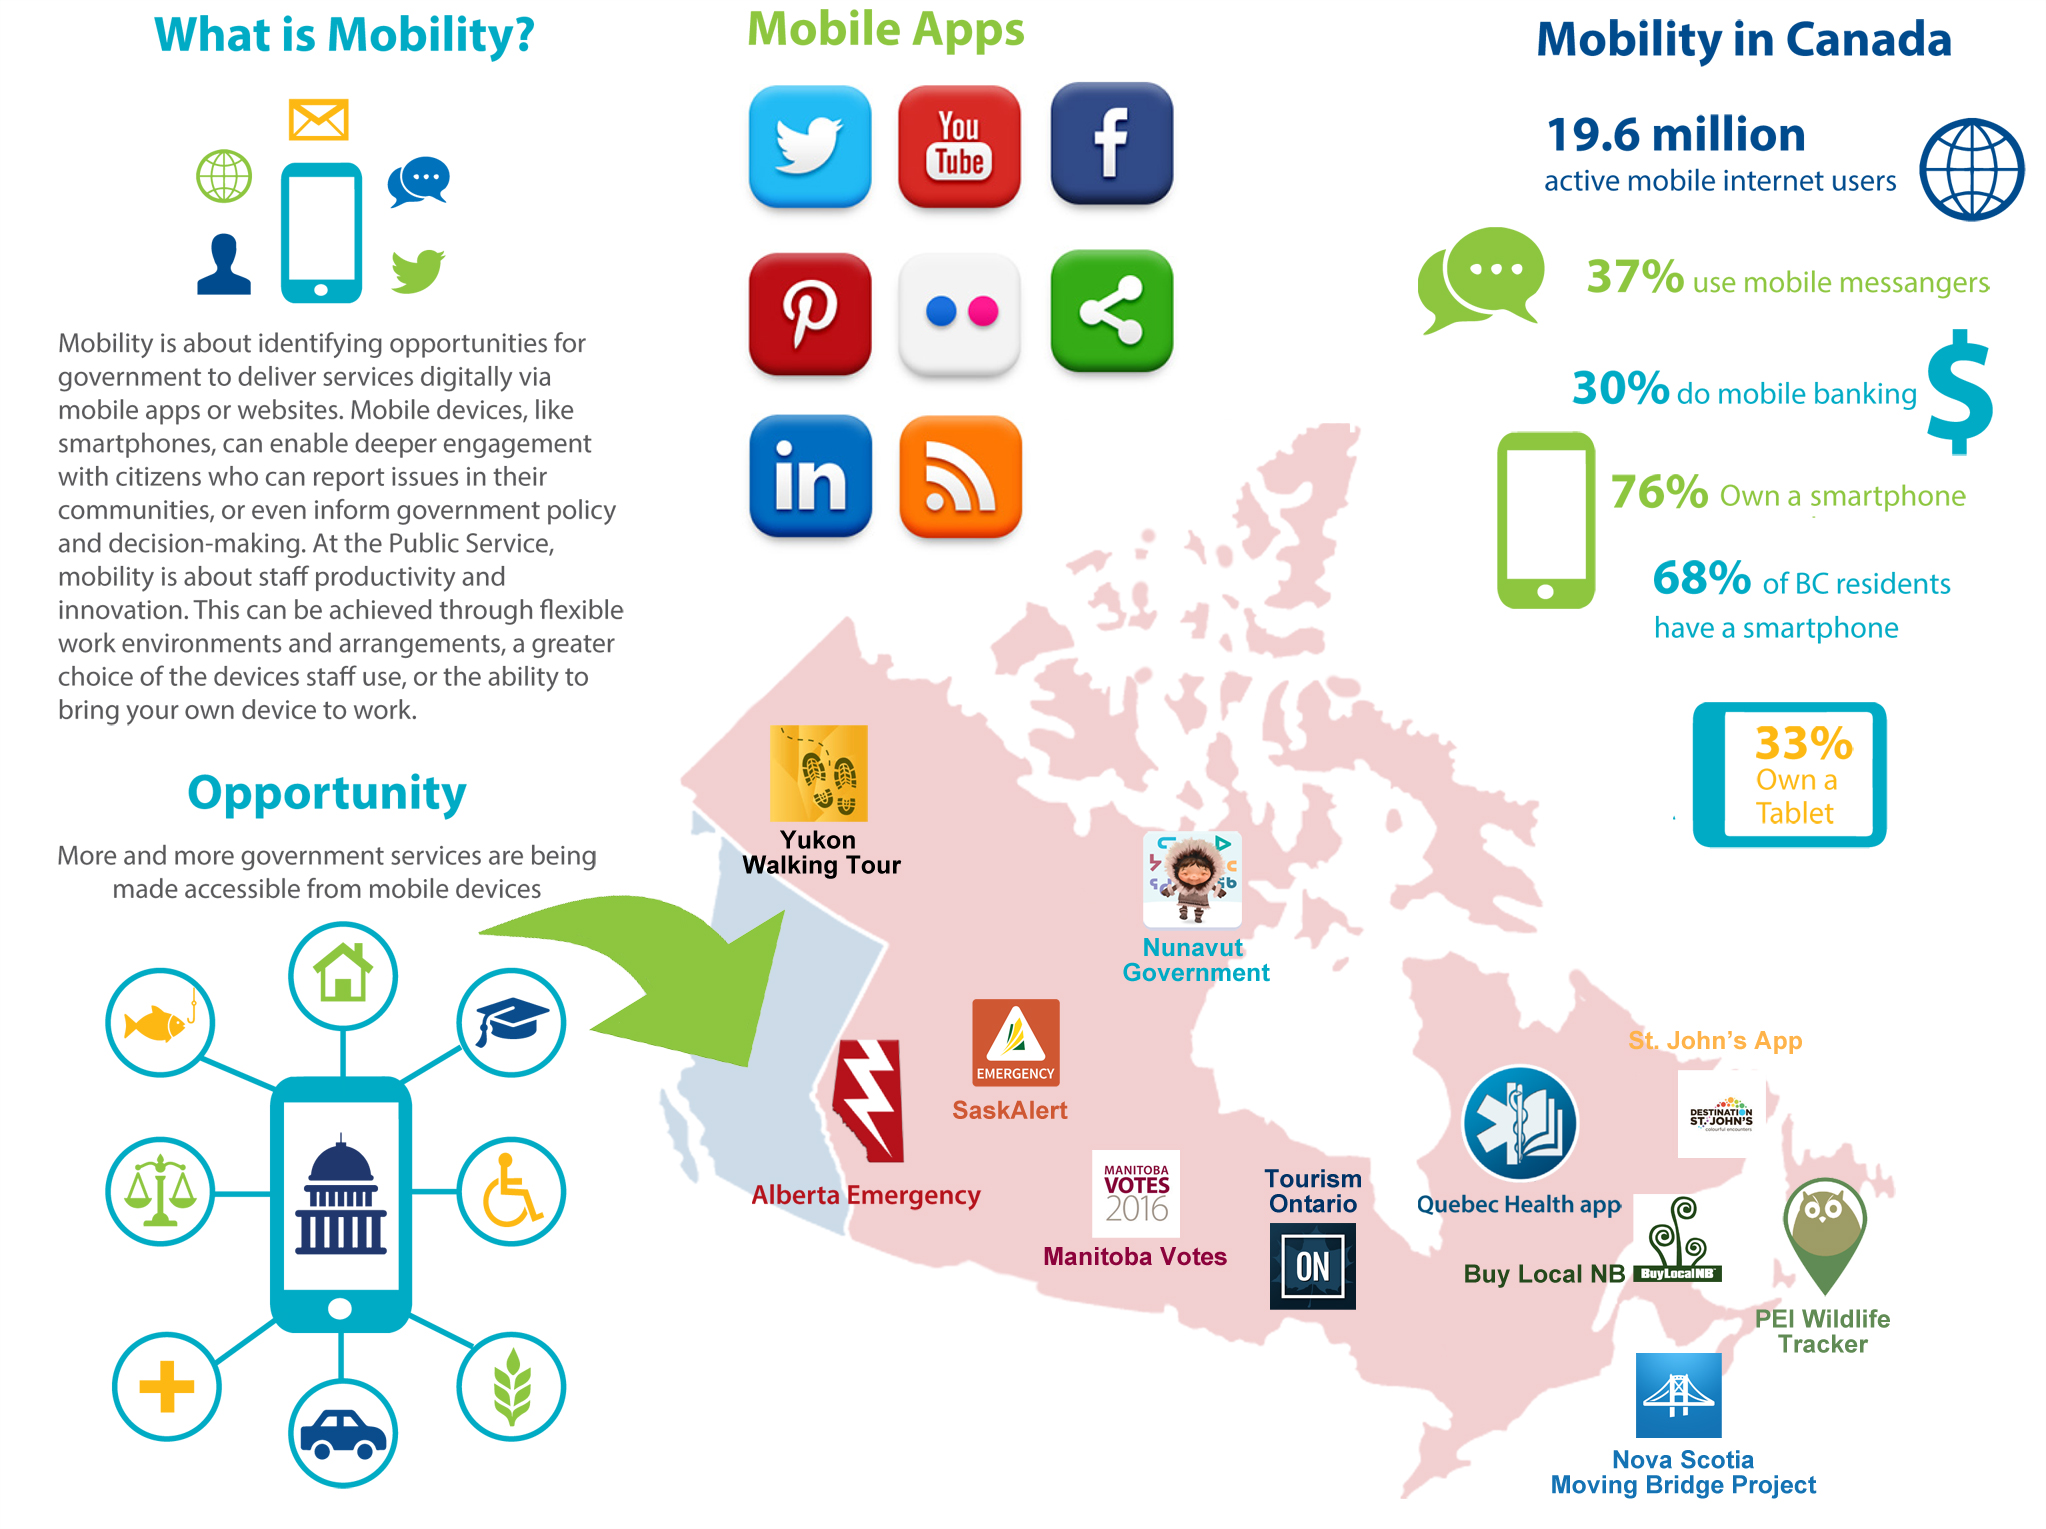 What is Mobility?
Mobility is about identifying opportunities for
government to deliver services digitally via
mobile apps or websites. Mobile devices, like
smartphones, can enable deeper engagement
with citizens who can report issues in their
communities, or even inform government policy
and decision-making. At the Public Service,
mobility is about staff productivity and
innovation. This can be achieved through flexible
work environments and arrangements, a greater
choice of the devices staff use, or the ability to
bring your own device to work.
Opportunity
More and more government services are being
made accessible from mobile devices
Mobile Apps
You
Tube
f
in
Mobility in Canada
19.6 million
active mobile internet users
37% use mobile messangers
$
30% do mobile banking
76% Own a smartphone
68% of BC residents
have a smartphone
33%
Own a
Tablet
Yukon
Walking Tour
Nunavut
Government
EMERGENCY
SaskAlert
Alberta Emergency
MANITOBA
VOTES
2016
Manitoba Votes
Tourism
Ontario
ON
Quebec Health app
St. John's App
DESTINATION
ST. JOHN'S
colourful encounters
Buy Local NB
BuyLocalNB
PEI Wildlife
Tracker
Nova Scotia
Moving Bridge Project